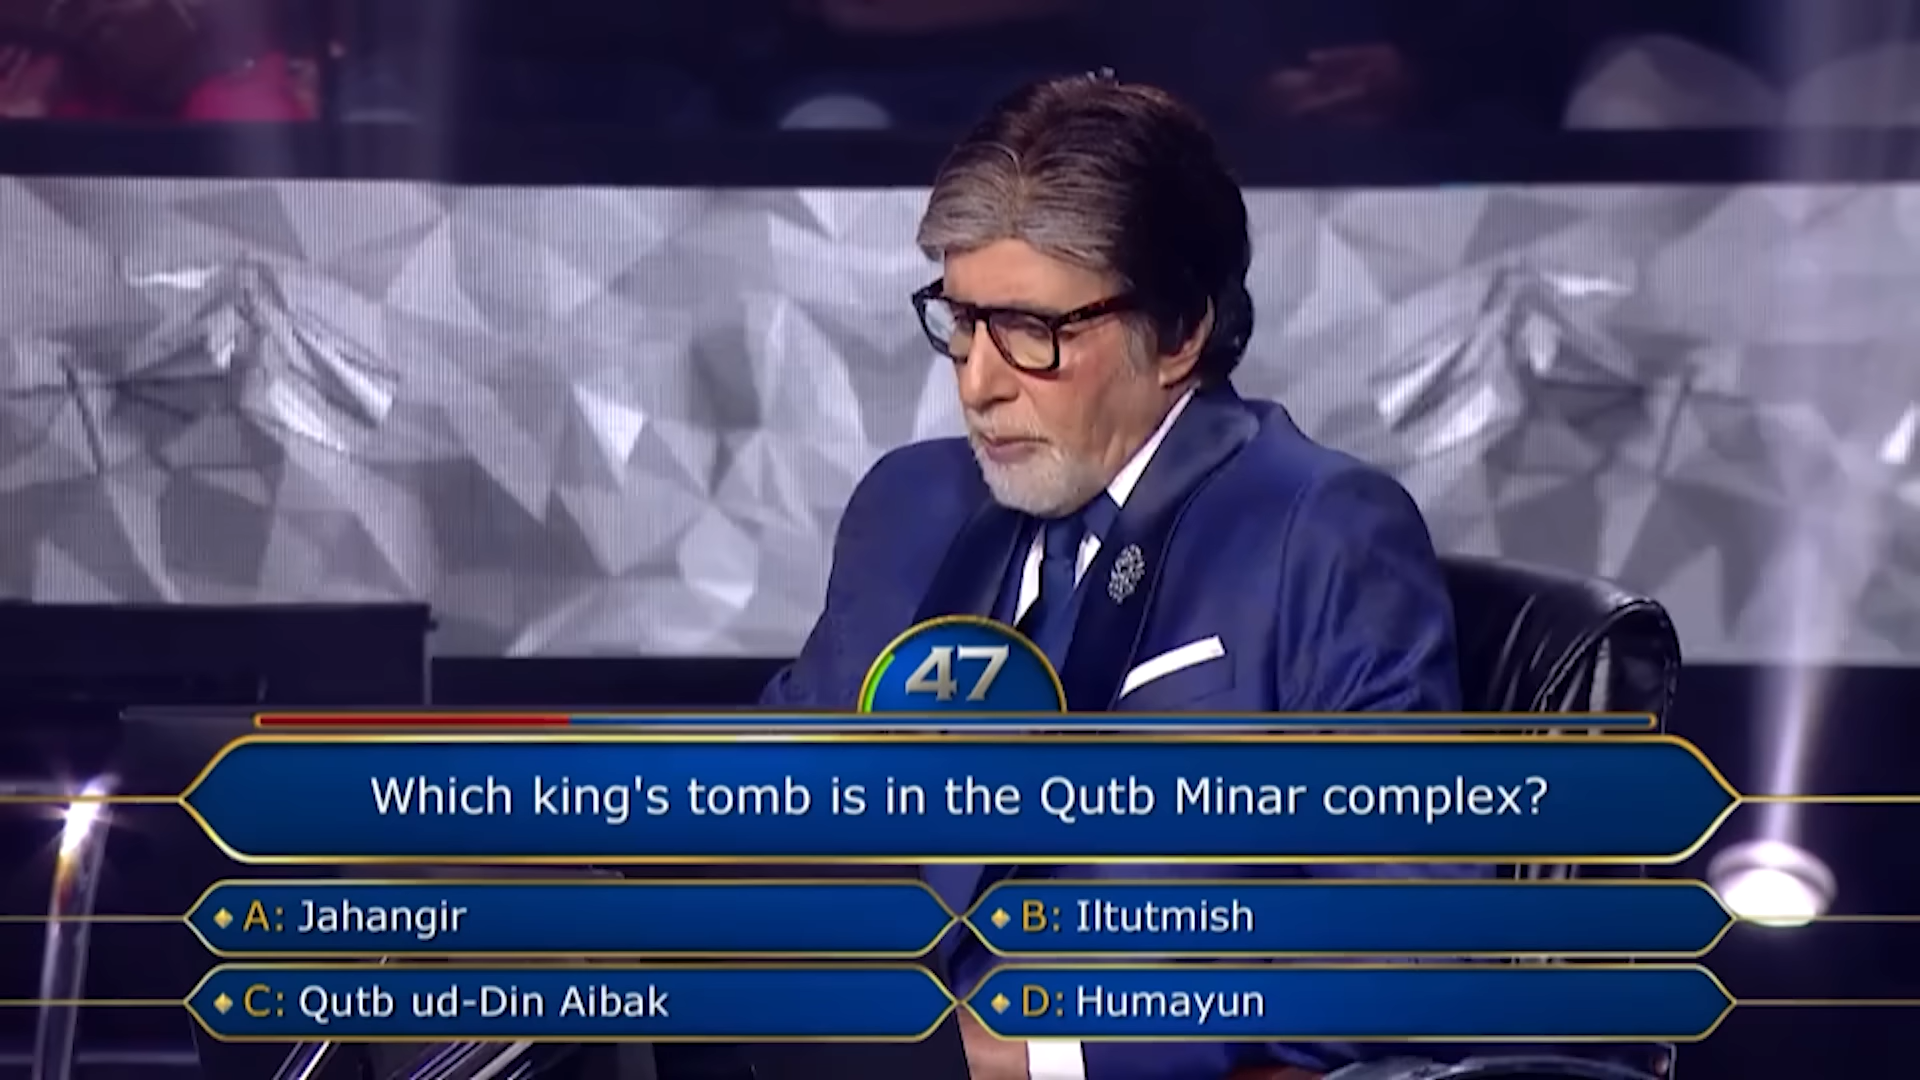 47
Which king's tomb is in the Qutb Minar complex?
A: Jahangir
B: Iltutmish
C: Qutb ud-Din Aibak
D: Humayun